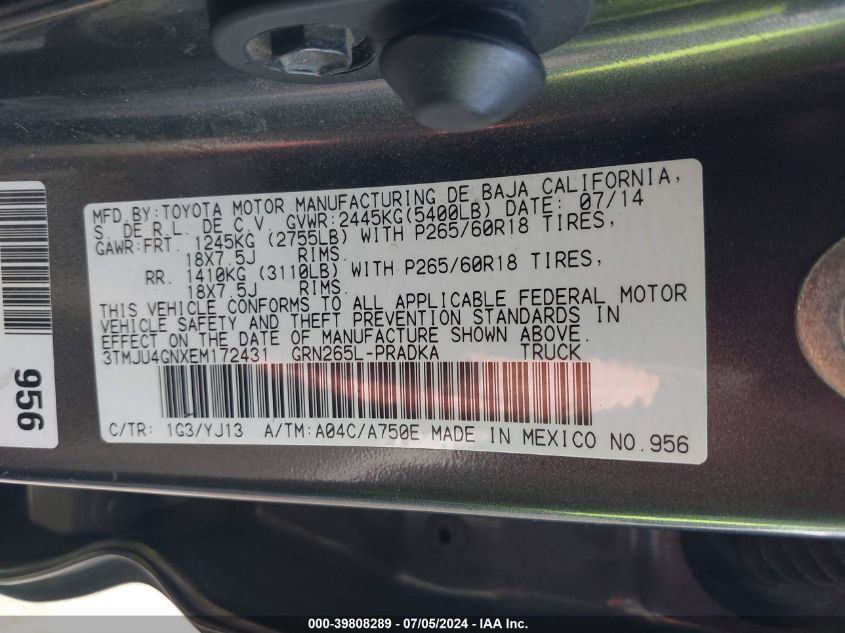 MFD.BY:TOYOTA MOTOR MANUFACTURING DE BAJA CALIFORNIA,
S. DE R.L. DE C.V. GVWR:2445KG(5400LB) DATE: 07/14
GAWR:FRT. 1245KG (2755LB) WITH P265/60R18 TIRES,
18X7.5J RIMS.
RR. 1410KG (3110LB) WITH P265/60R18 TIRES,
18X7.5J RIMS.
THIS VEHICLE CONFORMS TO ALL APPLICABLE FEDERAL MOTOR
VEHICLE SAFETY AND THEFT PREVENTION STANDARDS IN
EFFECT ON THE DATE OF MANUFACTURE SHOWN ABOVE.
3TMJU4GNXEM172431 GRN265L-PRADKA TRUCK
C/TR: 1G3/YJ13 A/TM:A04C/A750E MADE IN MEXICO NO.956
956
000-39808289 - 07/05/2024 - IAA Inc.